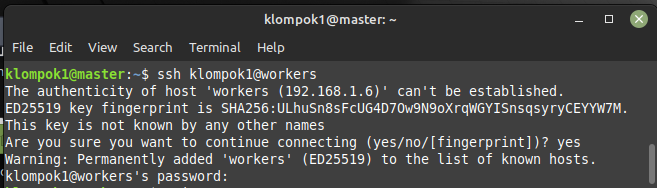 klompok1@master: ~
File Edit View Search Terminal Help
klompok1@master:~$ ssh klompok1@workers
The authenticity of host 'workers (192.168.1.6)' can't be established.
ED25519 key fingerprint is SHA256:ULhuSn8sFcUG4D7Ow9N9oXrqWGYISnsqsyryCEYYW7M.
This key is not known by any other names
Are you sure you want to continue connecting (yes/no/[fingerprint])? yes
Warning: Permanently added 'workers' (ED25519) to the list of known hosts.
klompok1@workers's password: